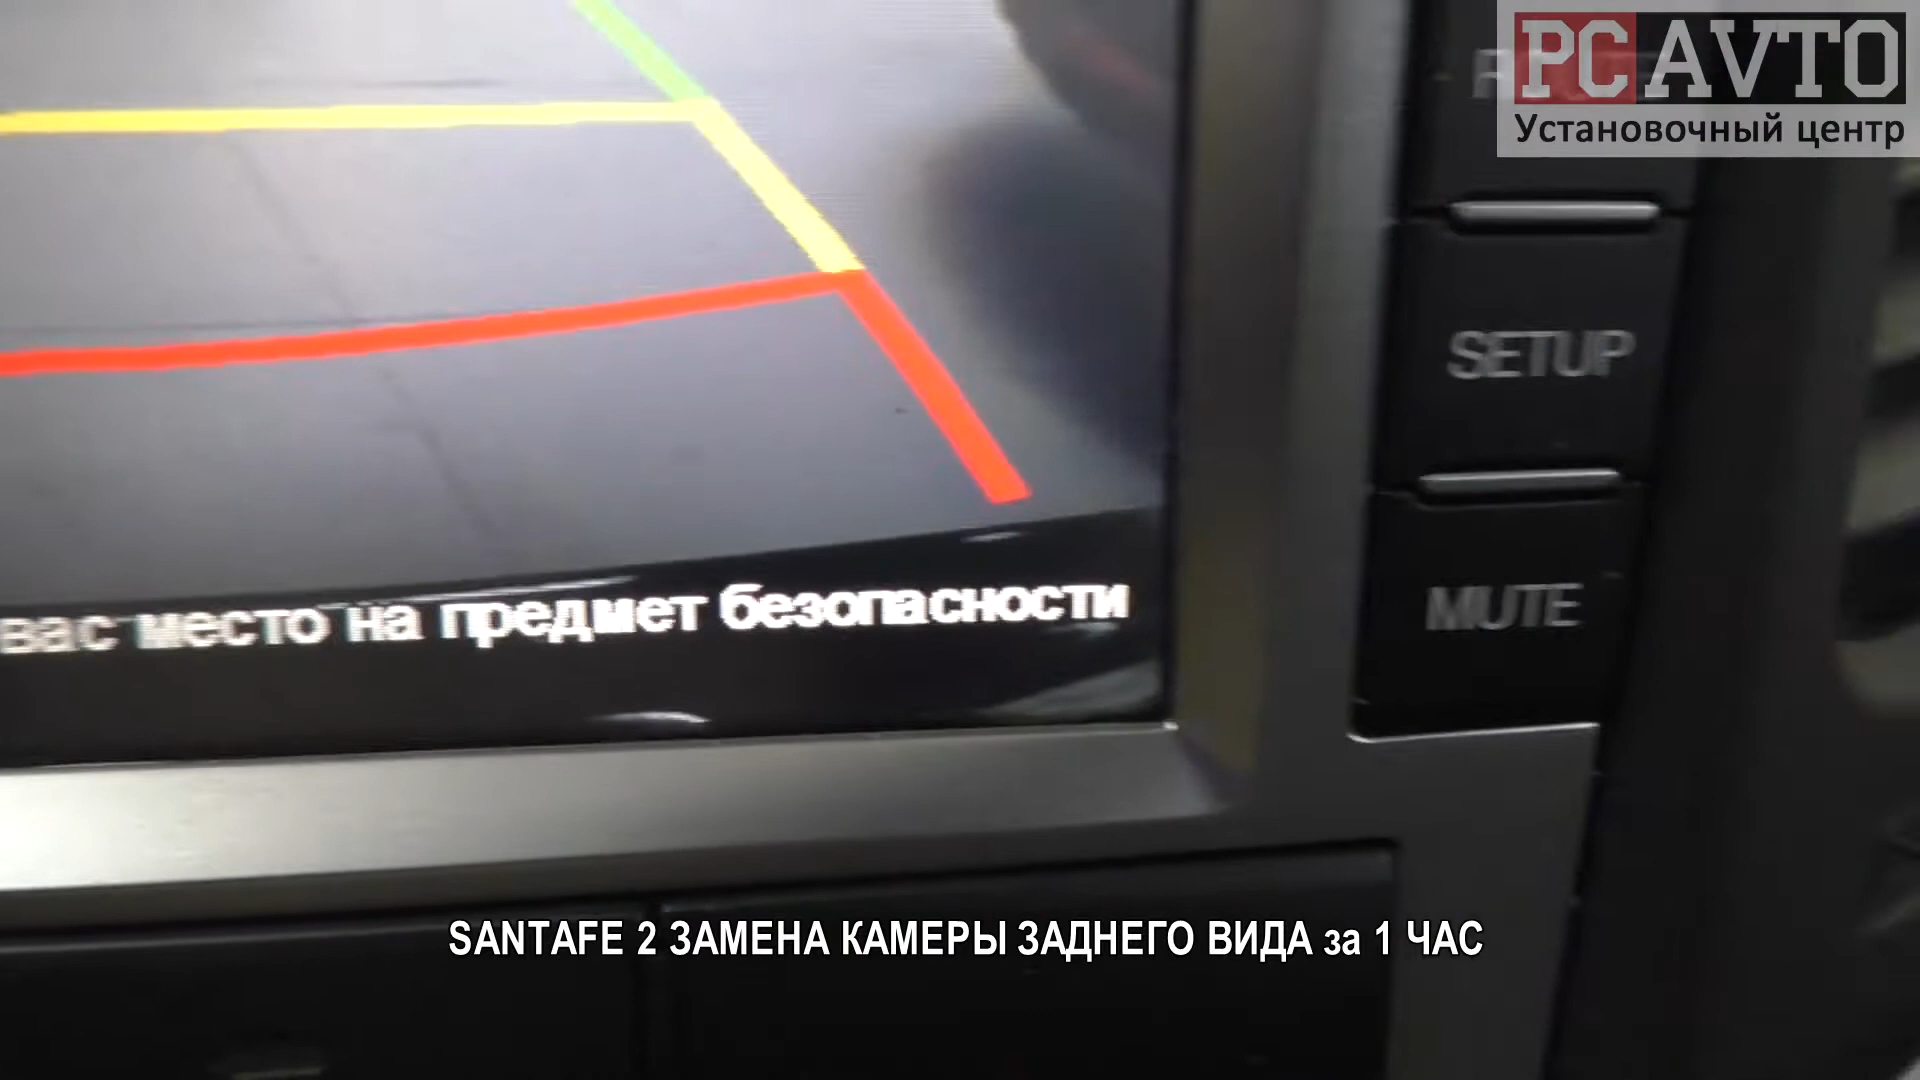 PC AVTO
Установочный центр
SETUP
MUTE
вас место на предмет безопасности
SANTAFE 2 ЗАМЕНА КАМЕРЫ ЗАДНЕГО ВИДА за 1 ЧАС